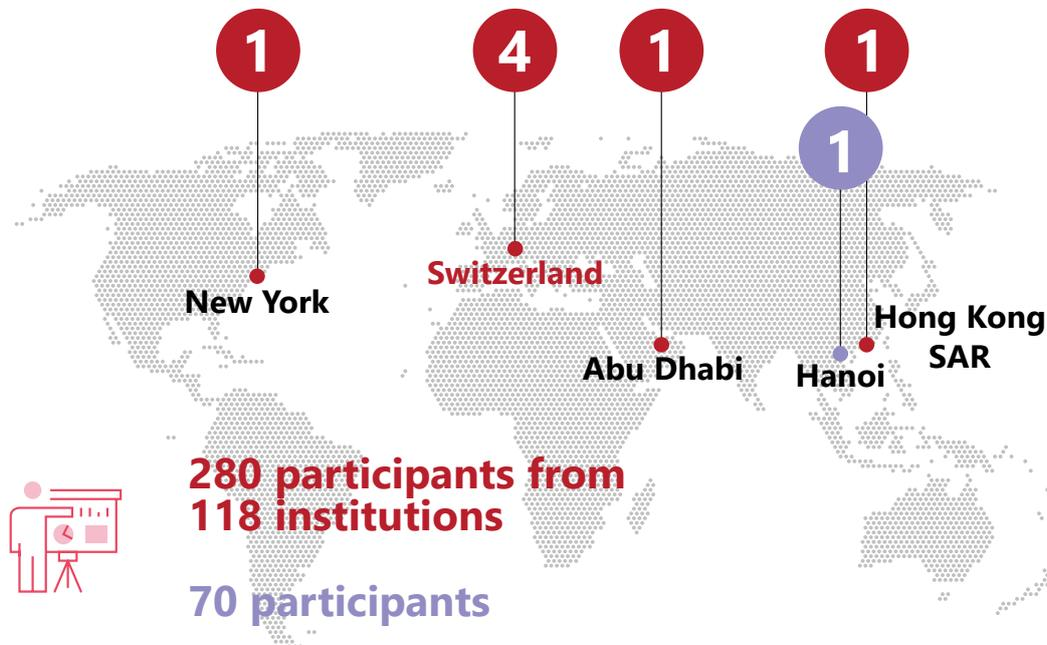 1
4
1
1
1
Switzerland
New York
Hong Kong
SAR
Abu Dhabi
Hanoi
280 participants from
118 institutions
70 participants